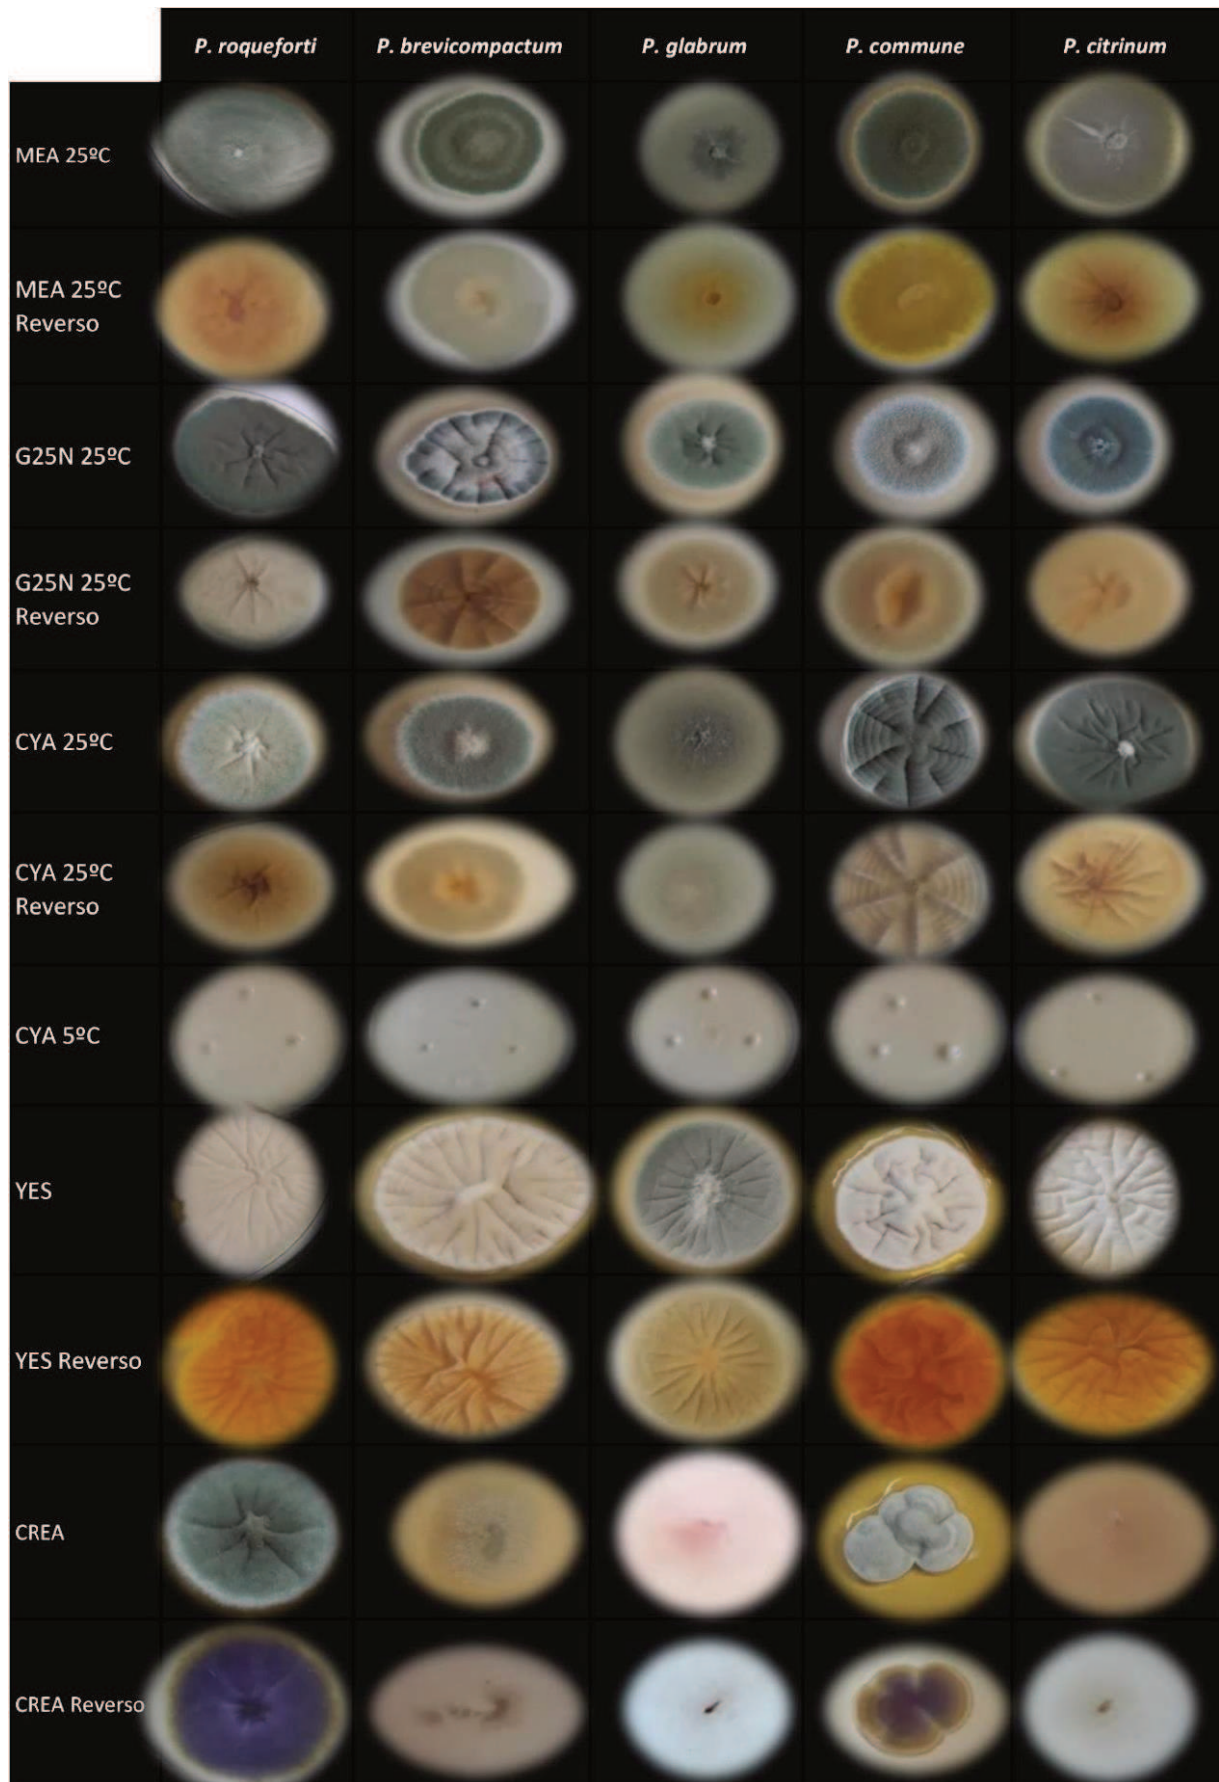 P. roqueforti P. brevicompactum P. glabrum P. commune P. citrinum
MEA 25ºC
MEA 25ºC
Reverso
G25N 25ºC
G25N 25ºC
Reverso
CYA 25ºC
CYA 25ºC
Reverso
CYA 5ºC
YES
YES Reverso
CREA
CREA Reverso